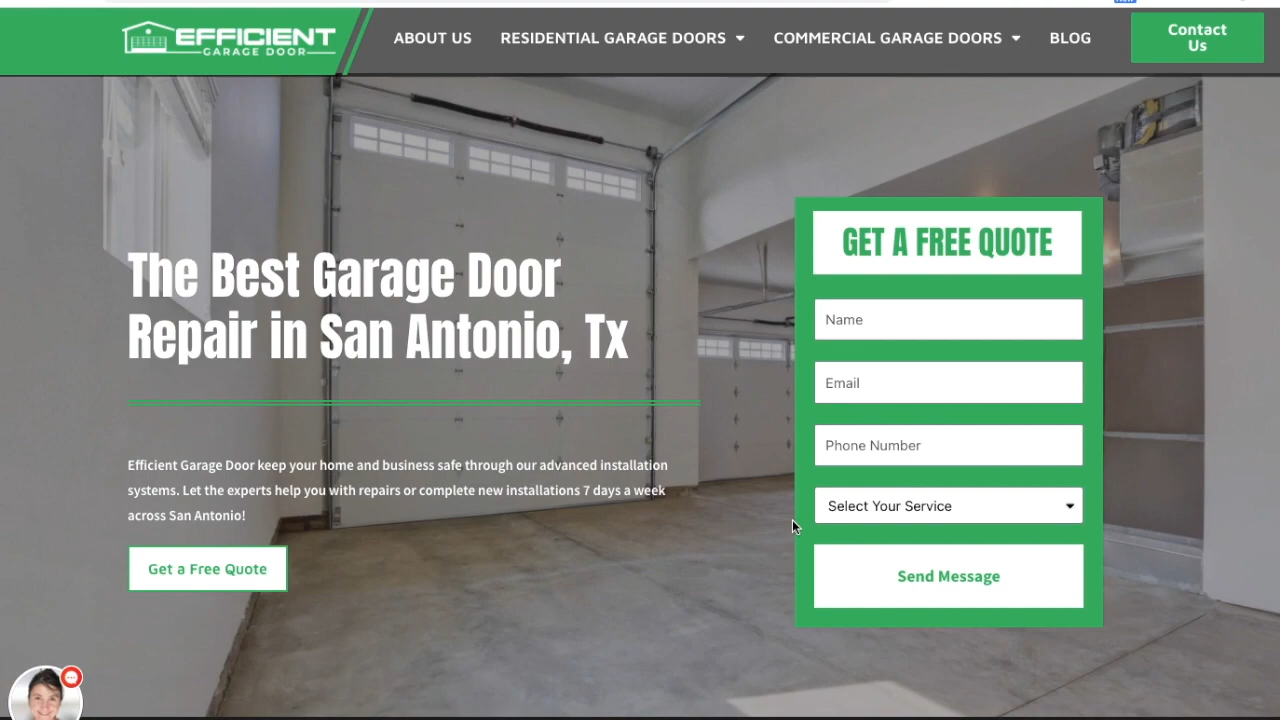 EFFICIENT
GARAGE DOOR
ABOUT US
RESIDENTIAL GARAGE DOORS
COMMERCIAL GARAGE DOORS
BLOG
Contact
Us
The Best Garage Door
Repair in San Antonio, Tx
Efficient Garage Door keep your home and business safe through our advanced installation
systems. Let the experts help you with repairs or complete new installations 7 days a week
across San Antonio!
Get a Free Quote
GET A FREE QUOTE
Name
Email
Phone Number
Select Your Service
Send Message